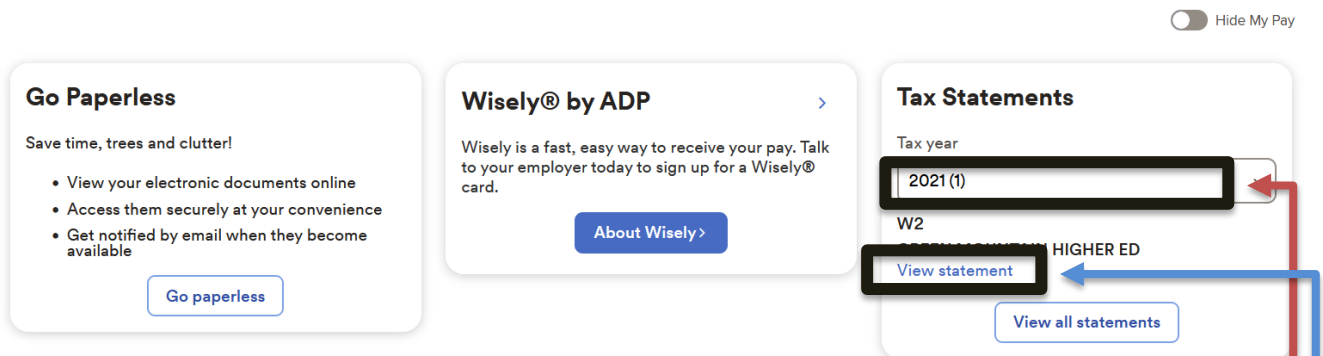 Hide My Pay
Go Paperless
Save time, trees and clutter!
• View your electronic documents online
• Access them securely at your convenience
• Get notified by email when they become
available
Go paperless
Wisely® by ADP
Wisely is a fast, easy way to receive your pay. Talk
to your employer today to sign up for a Wisely®
card.
About Wisely
Tax Statements
Tax year
2021 (1)
W2
HIGHER ED
View statement
View all statements